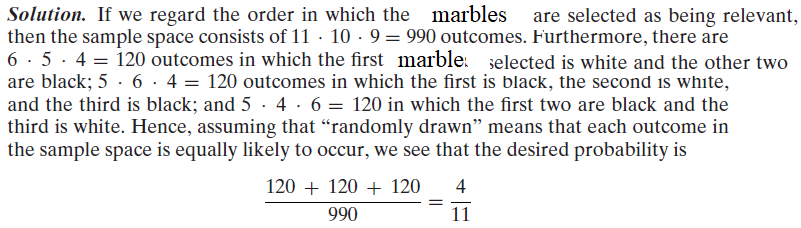 Solution. If we regard the order in which the marbles are selected as being relevant,
then the sample space consists of 11 · 10 · 9 = 990 outcomes. Furthermore, there are
6 · 5 · 4 = 120 outcomes in which the first marble selected is white and the other two
are black; 5 · 6 · 4 = 120 outcomes in which the first is black, the second is white,
and the third is black; and 5 · 4 · 6 = 120 in which the first two are black and the
third is white. Hence, assuming that “randomly drawn” means that each outcome in
the sample space is equally likely to occur, we see that the desired probability is
120 + 120 + 120 / 990 = 4 / 11